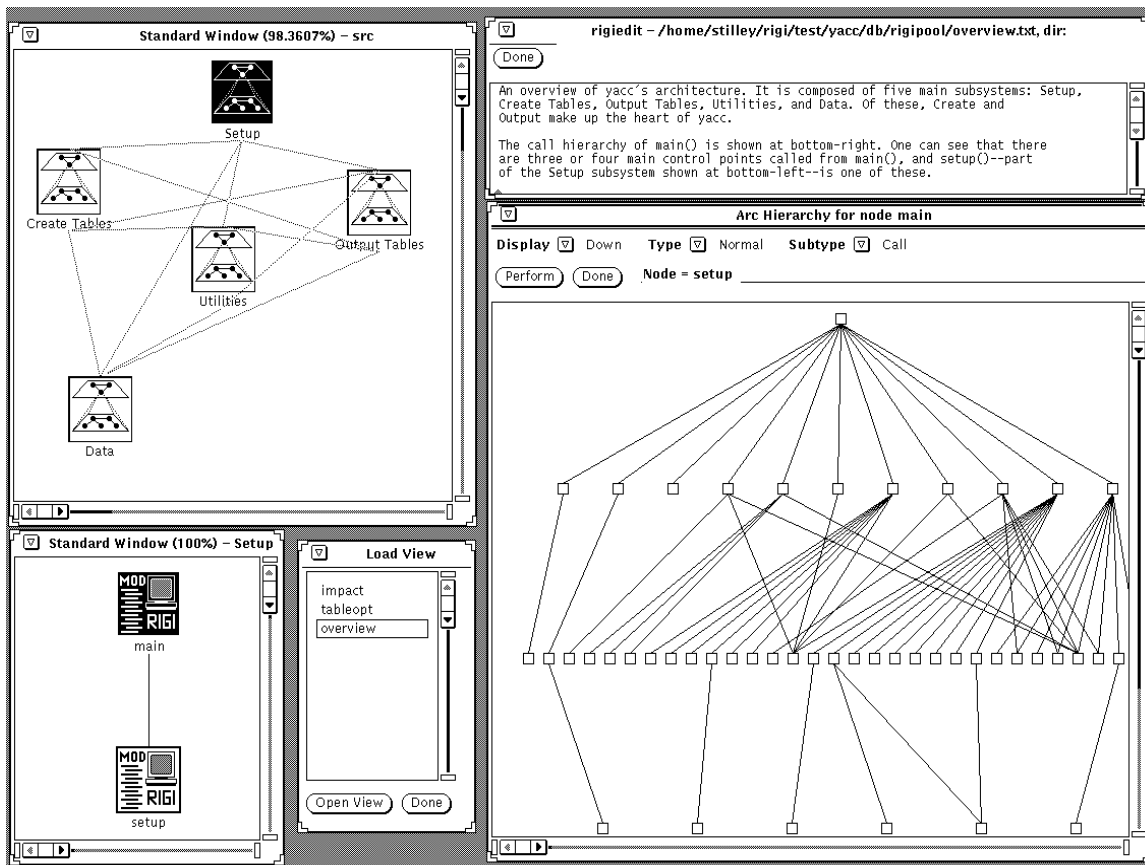 Standard Window (98.3607%) – src
Setup
Create Tables
Output Tables
Utilities
Data
rigiedit – /home/stilley/rigi/test/yacc/db/rigipool/overview.txt, dir:
Done
An overview of yacc's architecture. It is composed of five main subsystems: Setup,
Create Tables, Output Tables, Utilities, and Data. Of these, Create and
Output make up the heart of yacc.
The call hierarchy of main() is shown at bottom-right. One can see that there
are three or four main control points called from main(), and setup()--part
of the Setup subsystem shown at bottom-left--is one of these.
Arc Hierarchy for node main
Display Down Type Normal Subtype Call
Perform Done Node = setup
Standard Window (100%) – Setup
MOD
RIGI
main
MOD
RIGI
setup
Load View
impact
tableopt
overview
Open View Done